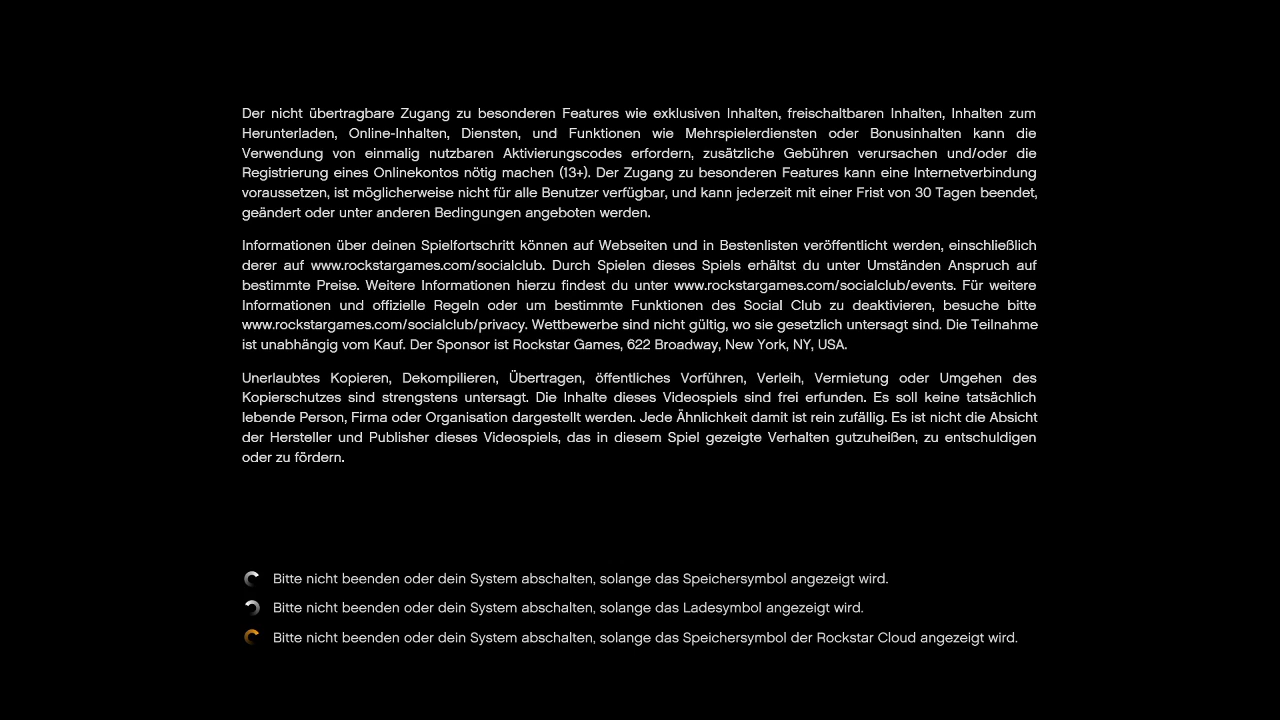 Der nicht übertragbare Zugang zu besonderen Features wie exklusiven Inhalten, freischaltbaren Inhalten, Inhalten zum
Herunterladen, Online-Inhalten, Diensten, und Funktionen wie Mehrspielerdiensten oder Bonusinhalten kann die
Verwendung von einmalig nutzbaren Aktivierungscodes erfordern, zusätzliche Gebühren verursachen und/oder die
Registrierung eines Onlinekontos nötig machen (13+). Der Zugang zu besonderen Features kann eine Internetverbindung
voraussetzen, ist möglicherweise nicht für alle Benutzer verfügbar, und kann jederzeit mit einer Frist von 30 Tagen beendet,
geändert oder unter anderen Bedingungen angeboten werden.
Informationen über deinen Spielfortschritt können auf Webseiten und in Bestenlisten veröffentlicht werden, einschließlich
derer auf www.rockstargames.com/socialclub. Durch Spielen dieses Spiels erhältst du unter Umständen Anspruch auf
bestimmte Preise. Weitere Informationen hierzu findest du unter www.rockstargames.com/socialclub/events. Für weitere
Informationen und offizielle Regeln oder um bestimmte Funktionen des Social Club zu deaktivieren, besuche bitte
www.rockstargames.com/socialclub/privacy. Wettbewerbe sind nicht gültig, wo sie gesetzlich untersagt sind. Die Teilnahme
ist unabhängig vom Kauf. Der Sponsor ist Rockstar Games, 622 Broadway, New York, NY, USA.
Unerlaubtes Kopieren, Dekompilieren, Übertragen, öffentliches Vorführen, Verleih, Vermietung oder Umgehen des
Kopierschutzes sind strengstens untersagt. Die Inhalte dieses Videospiels sind frei erfunden. Es soll keine tatsächlich
lebende Person, Firma oder Organisation dargestellt werden. Jede Ähnlichkeit damit ist rein zufällig. Es ist nicht die Absicht
der Hersteller und Publisher dieses Videospiels, das in diesem Spiel gezeigte Verhalten gutzuheißen, zu entschuldigen
oder zu fördern.
Bitte nicht beenden oder dein System abschalten, solange das Speichersymbol angezeigt wird.
Bitte nicht beenden oder dein System abschalten, solange das Ladesymbol angezeigt wird.
Bitte nicht beenden oder dein System abschalten, solange das Speichersymbol der Rockstar Cloud angezeigt wird.